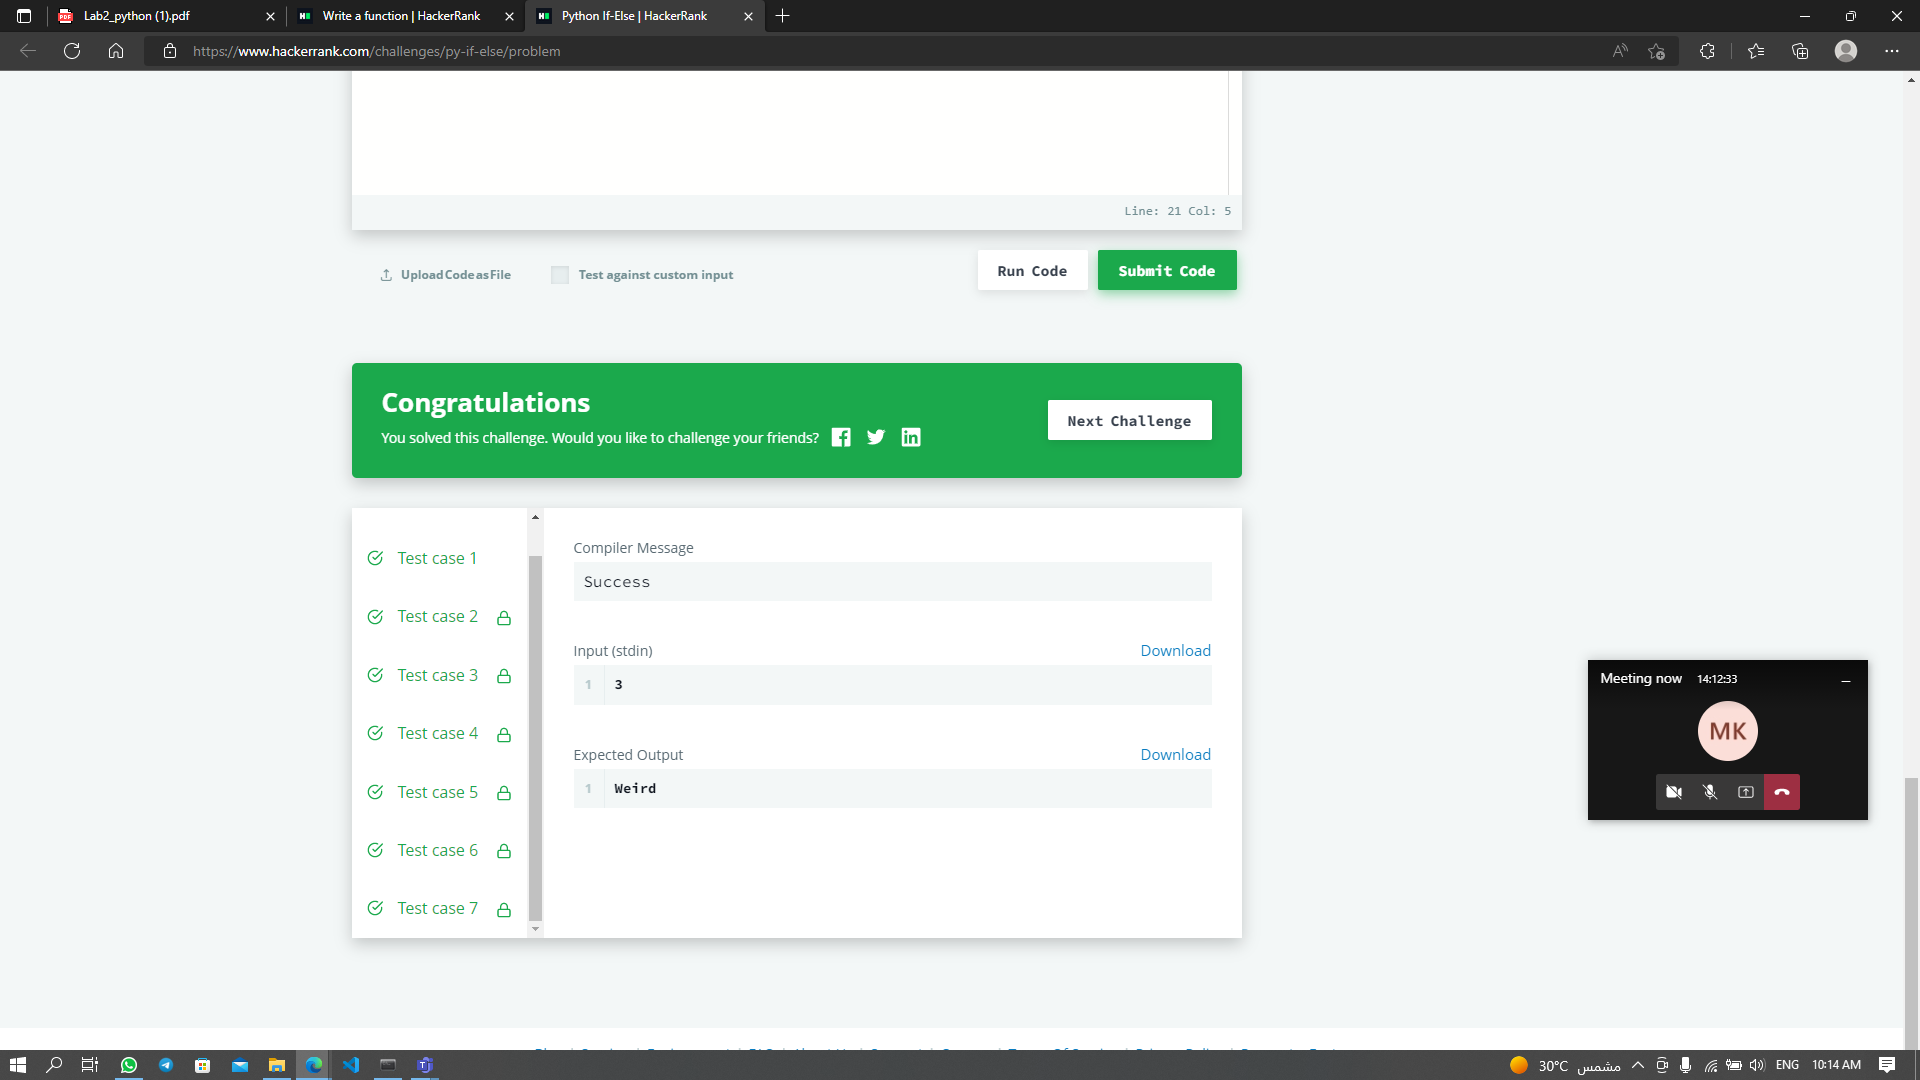 Lab2_python (1).pdf
Write a function | HackerRank
Python If-Else | HackerRank
https://www.hackerrank.com/challenges/py-if-else/problem
Line: 21 Col: 5
Upload Code as File
Test against custom input
Run Code
Submit Code
Congratulations
You solved this challenge. Would you like to challenge your friends?
Next Challenge
Test case 1
Test case 2
Test case 3
Test case 4
Test case 5
Test case 6
Test case 7
Compiler Message
Success
Input (stdin)
Download
1 3
Expected Output
Download
1 Weird
Meeting now 14:12:33
MK
30°C مشمس
ENG
10:14 AM